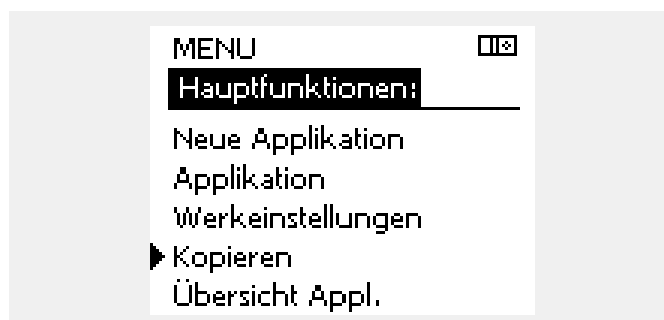 MENU
Hauptfunktionen:
Neue Applikation
Applikation
Werkeinstellungen
Kopieren
Übersicht Appl.